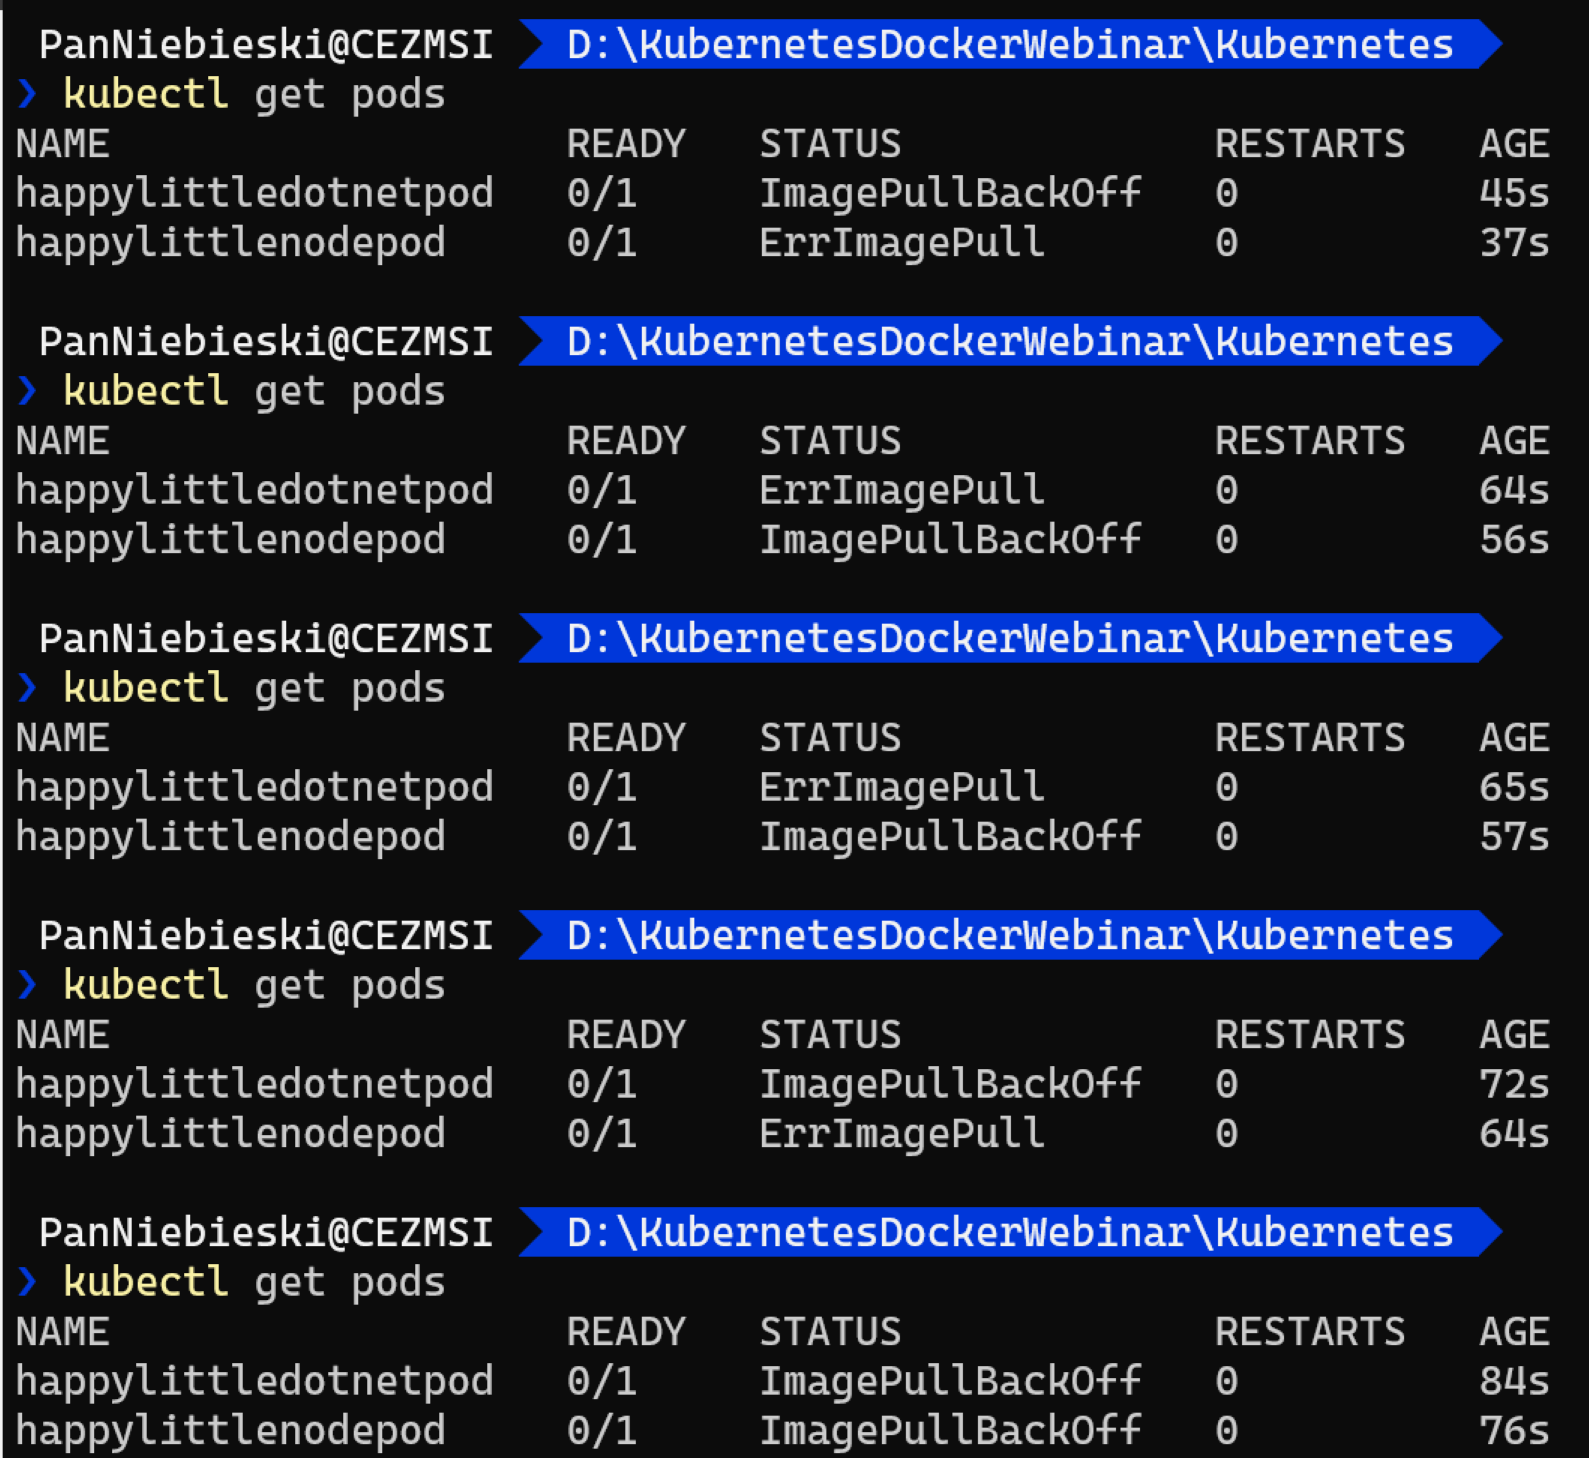 PanNiebieski@CEZMSI D:\KubernetesDockerWebinar\Kubernetes
❯ kubectl get pods
NAME READY STATUS RESTARTS AGE
happylittledotnetpod 0/1 ImagePullBackOff 0 45s
happylittlenodepod 0/1 ErrImagePull 0 37s
PanNiebieski@CEZMSI D:\KubernetesDockerWebinar\Kubernetes
❯ kubectl get pods
NAME READY STATUS RESTARTS AGE
happylittledotnetpod 0/1 ErrImagePull 0 64s
happylittlenodepod 0/1 ImagePullBackOff 0 56s
PanNiebieski@CEZMSI D:\KubernetesDockerWebinar\Kubernetes
❯ kubectl get pods
NAME READY STATUS RESTARTS AGE
happylittledotnetpod 0/1 ErrImagePull 0 65s
happylittlenodepod 0/1 ImagePullBackOff 0 57s
PanNiebieski@CEZMSI D:\KubernetesDockerWebinar\Kubernetes
❯ kubectl get pods
NAME READY STATUS RESTARTS AGE
happylittledotnetpod 0/1 ImagePullBackOff 0 72s
happylittlenodepod 0/1 ErrImagePull 0 64s
PanNiebieski@CEZMSI D:\KubernetesDockerWebinar\Kubernetes
❯ kubectl get pods
NAME READY STATUS RESTARTS AGE
happylittledotnetpod 0/1 ImagePullBackOff 0 84s
happylittlenodepod 0/1 ImagePullBackOff 0 76s